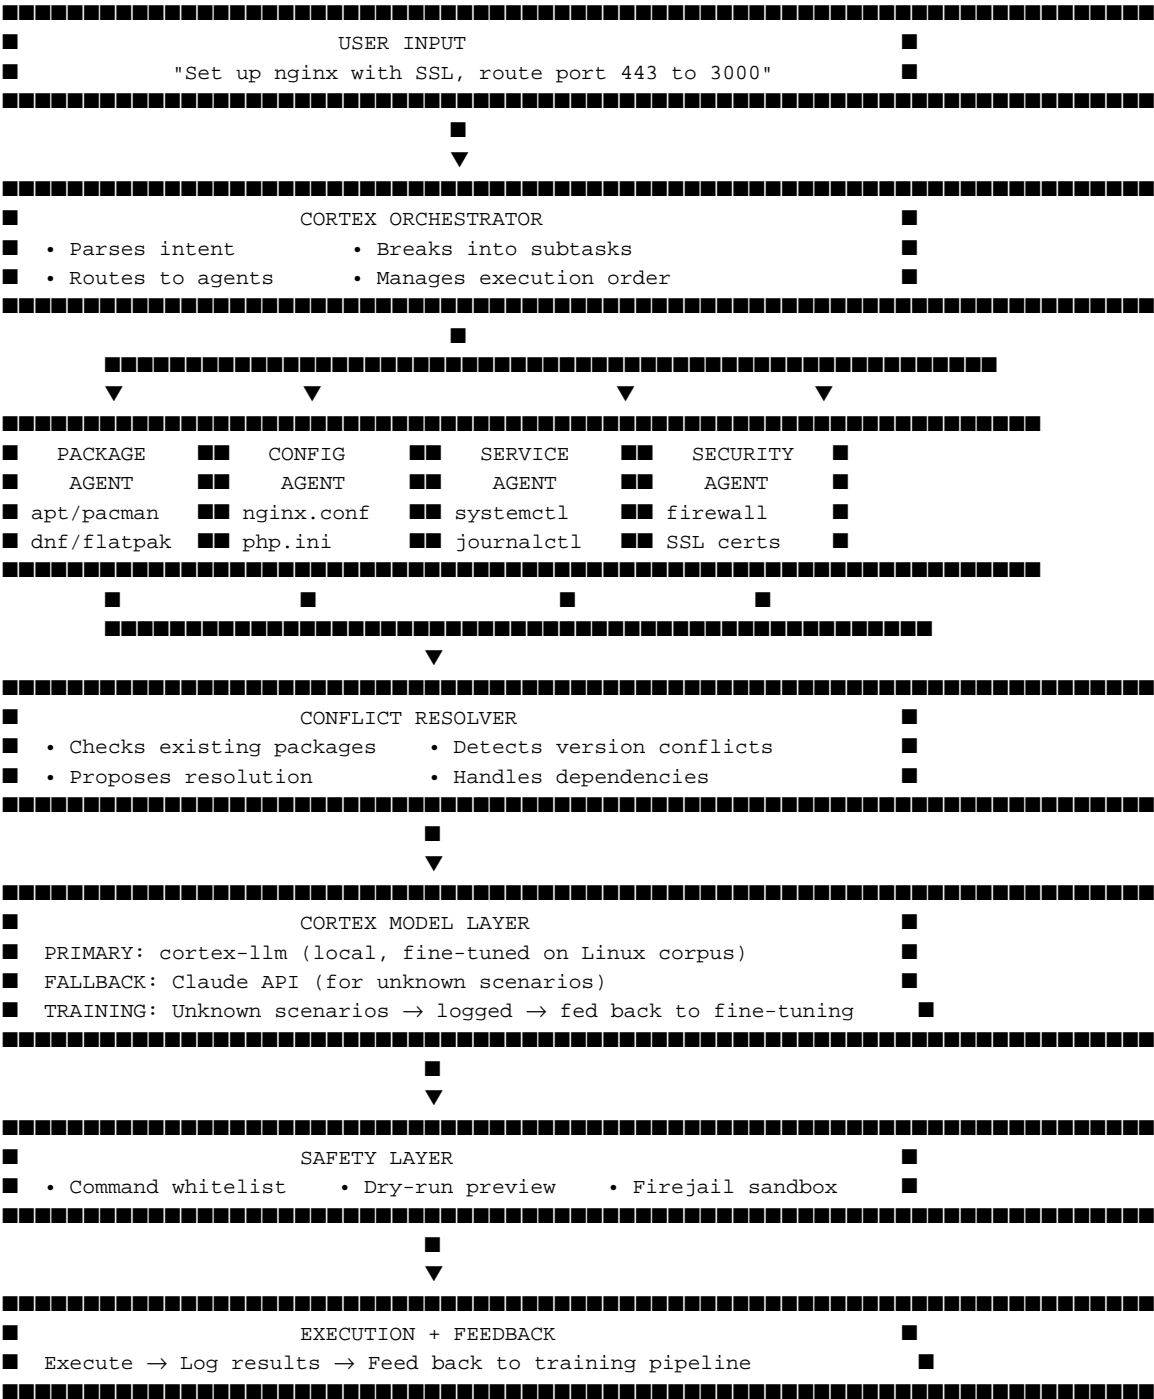 USER INPUT
"Set up nginx with SSL, route port 443 to 3000"
CORTEX ORCHESTRATOR
• Parses intent • Breaks into subtasks
• Routes to agents • Manages execution order
PACKAGE CONFIG SERVICE SECURITY
AGENT AGENT AGENT AGENT
apt/pacman nginx.conf systemctl firewall
dnf/flatpak php.ini journalctl SSL certs
CONFLICT RESOLVER
• Checks existing packages • Detects version conflicts
• Proposes resolution • Handles dependencies
CORTEX MODEL LAYER
PRIMARY: cortex-llm (local, fine-tuned on Linux corpus)
FALLBACK: Claude API (for unknown scenarios)
TRAINING: Unknown scenarios → logged → fed back to fine-tuning
SAFETY LAYER
• Command whitelist • Dry-run preview • Firejail sandbox
EXECUTION + FEEDBACK
Execute → Log results → Feed back to training pipeline